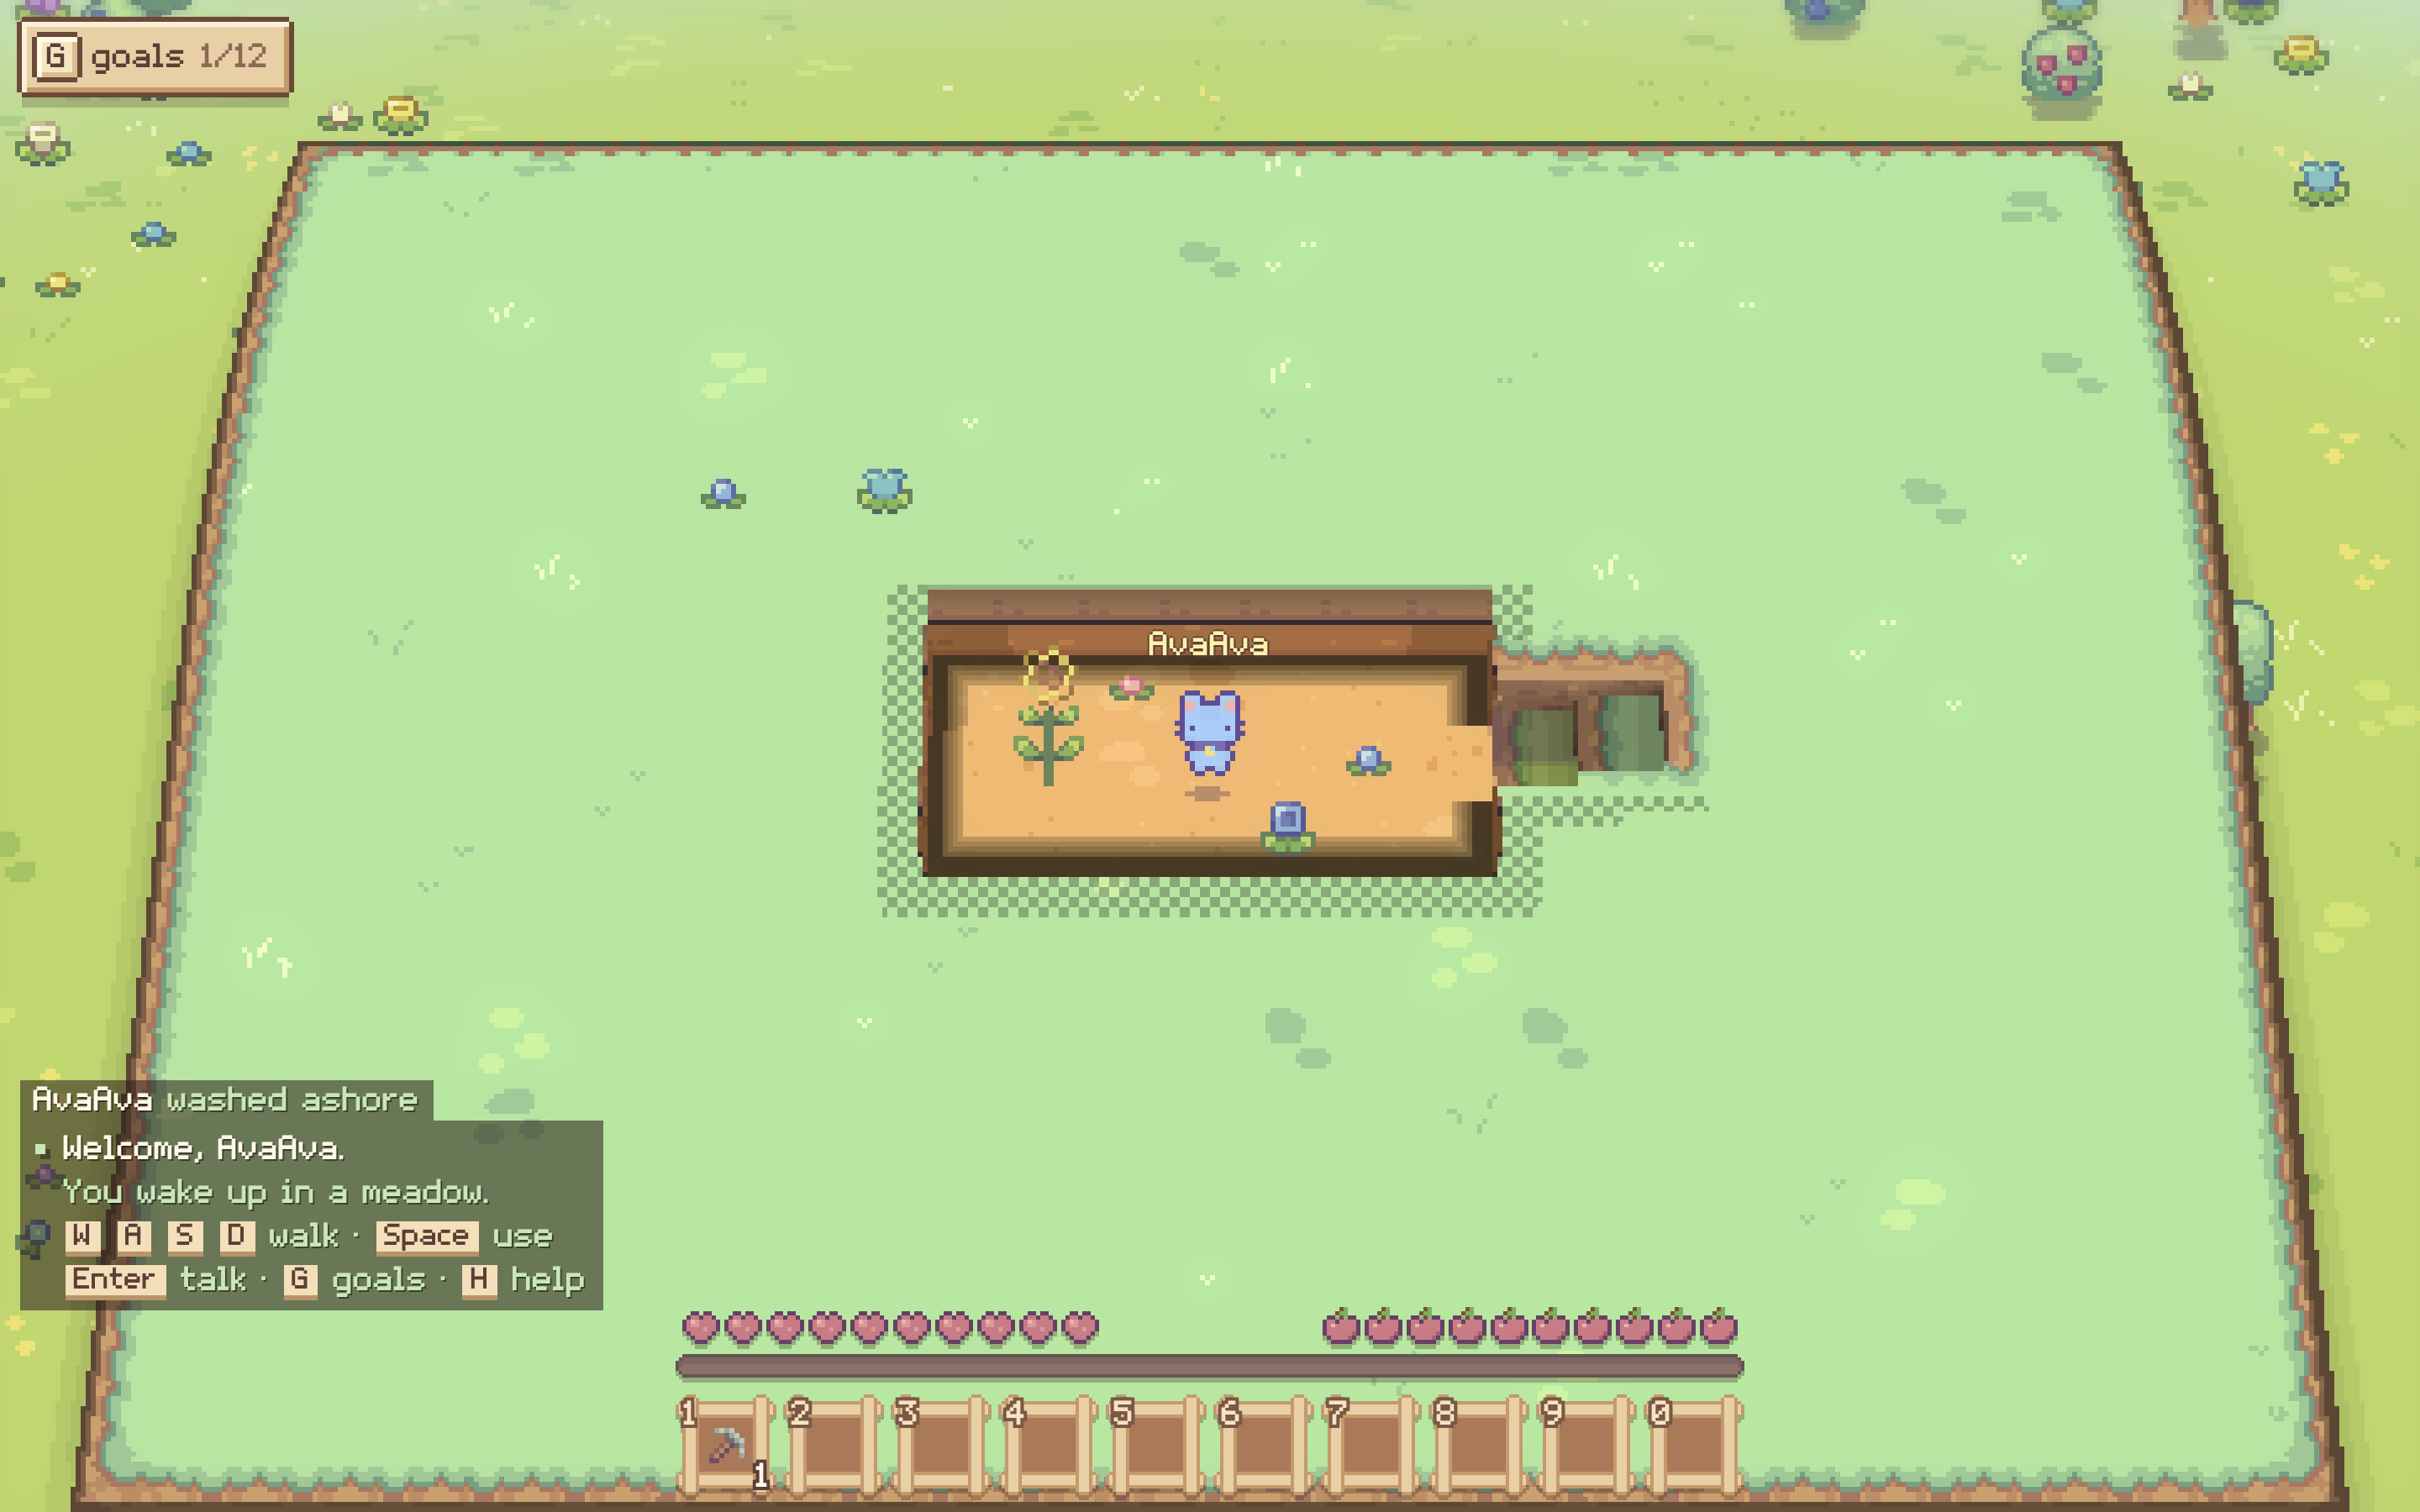 G goals 1/12
AvaAva
AvaAva washed ashore
Welcome, AvaAva.
You wake up in a meadow.
W A S D walk · Space use
Enter talk · G goals · H help
1 2 3 4 5 6 7 8 9 0
1